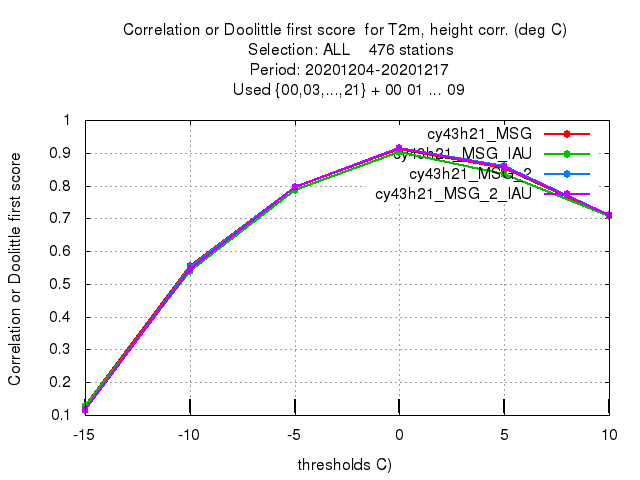 Correlation or Doolittle first score  for T2m, height corr. (deg C)
Selection: ALL    476 stations
Period: 20201204-20201217
Used {00,03,...,21} + 00 01 ... 09
1
0.9
0.8
0.7
0.6
0.5
0.4
0.3
0.2
0.1
Correlation or Doolittle first score
cy43h21_MSG
cy43h21_MSG_IAU
cy43h21_MSG_2
cy43h21_MSG_2_IAU
-15 -10 -5 0 5 10
thresholds C)